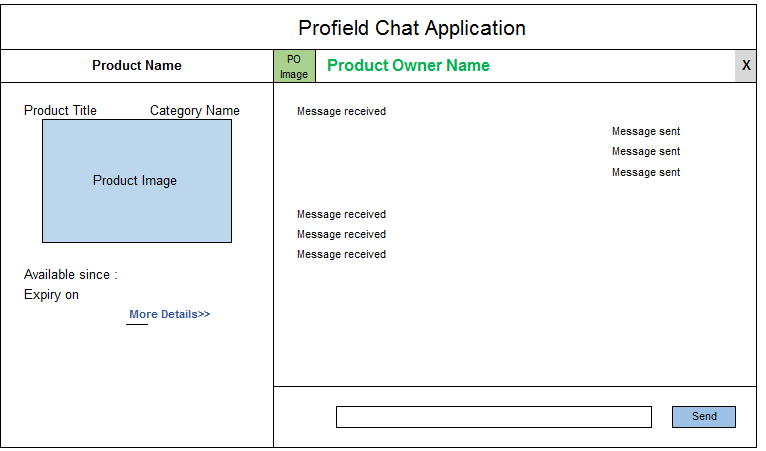 Profield Chat Application
Product Name
PO
Image
Product Owner Name
X
Product Title
Category Name
Product Image
Available since :
Expiry on
More Details>>
Message received
Message sent
Message sent
Message sent
Message received
Message received
Message received
Send